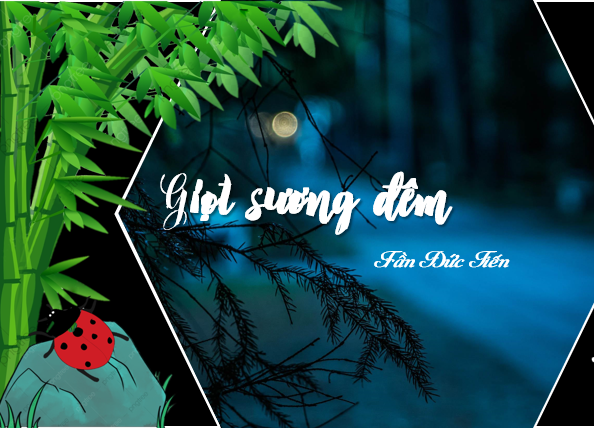 Giọt sương đêm
Trần Đức Tiến